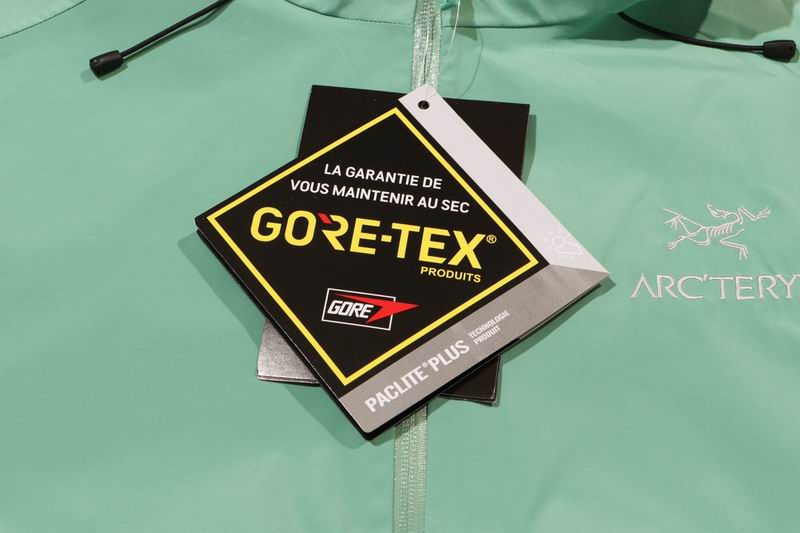 LA GARANTIE DE
VOUS MAINTENIR AU SEC
GORE-TEX®
PRODUITS
GORE
PACLITE® PLUS
TECHNOLOGIE
PRODUIT
ARC'TERY